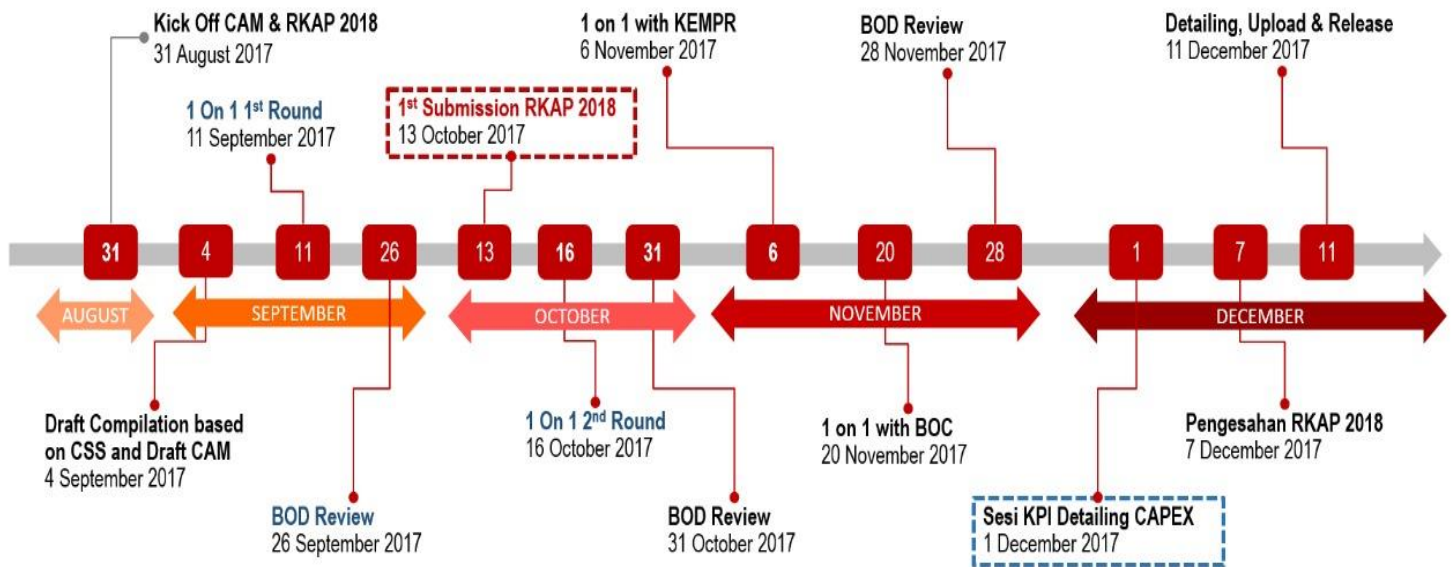 Kick Off CAM & RKAP 2018
31 August 2017
1 on 1 with KEMPR
6 November 2017
BOD Review
28 November 2017
Detailing, Upload & Release
11 December 2017
1 On 1 1st Round
11 September 2017
1st Submission RKAP 2018
13 October 2017
31
4
11
26
13
16
31
6
20
28
1
7
11
AUGUST
SEPTEMBER
OCTOBER
NOVEMBER
DECEMBER
Draft Compilation based
on CSS and Draft CAM
4 September 2017
1 On 1 2nd Round
16 October 2017
1 on 1 with BOC
20 November 2017
Pengesahan RKAP 2018
7 December 2017
BOD Review
26 September 2017
BOD Review
31 October 2017
Sesi KPI Detailing CAPEX
1 December 2017